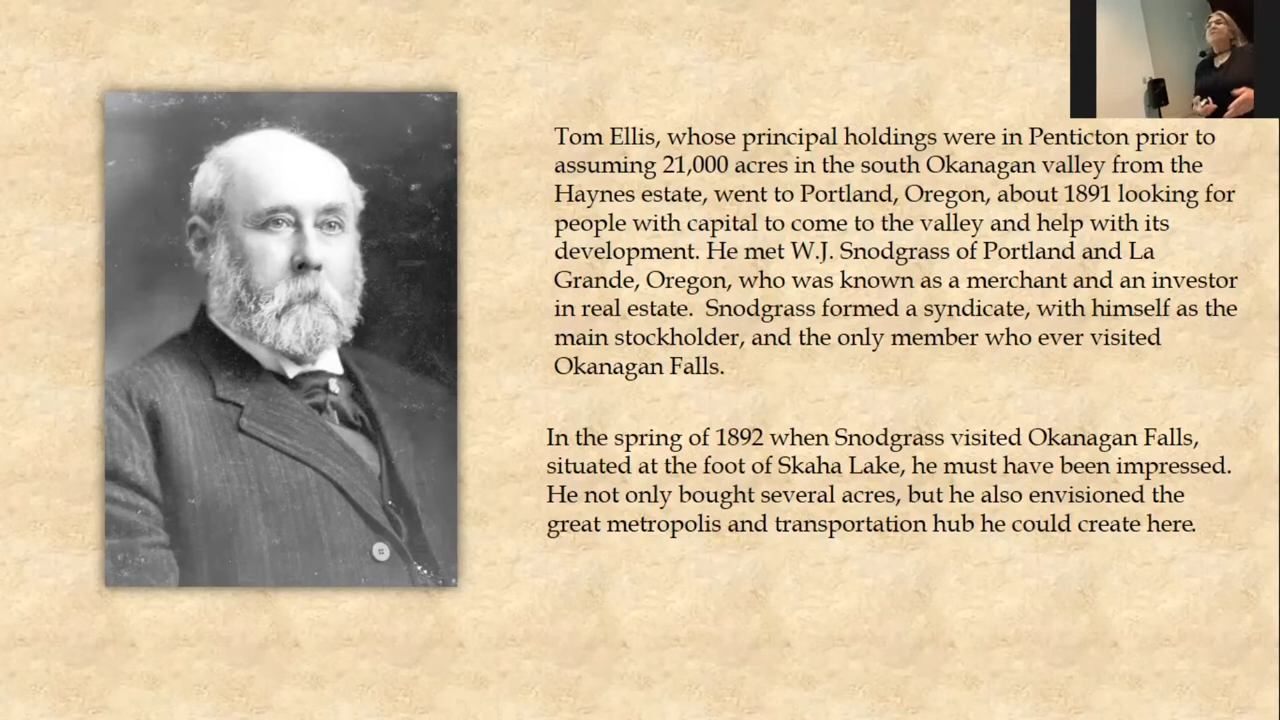 Tom Ellis, whose principal holdings were in Penticton prior to
assuming 21,000 acres in the south Okanagan valley from the
Haynes estate, went to Portland, Oregon, about 1891 looking for
people with capital to come to the valley and help with its
development. He met W.J. Snodgrass of Portland and La
Grande, Oregon, who was known as a merchant and an investor
in real estate.  Snodgrass formed a syndicate, with himself as the
main stockholder, and the only member who ever visited
Okanagan Falls.
In the spring of 1892 when Snodgrass visited Okanagan Falls,
situated at the foot of Skaha Lake, he must have been impressed.
He not only bought several acres, but he also envisioned the
great metropolis and transportation hub he could create here.